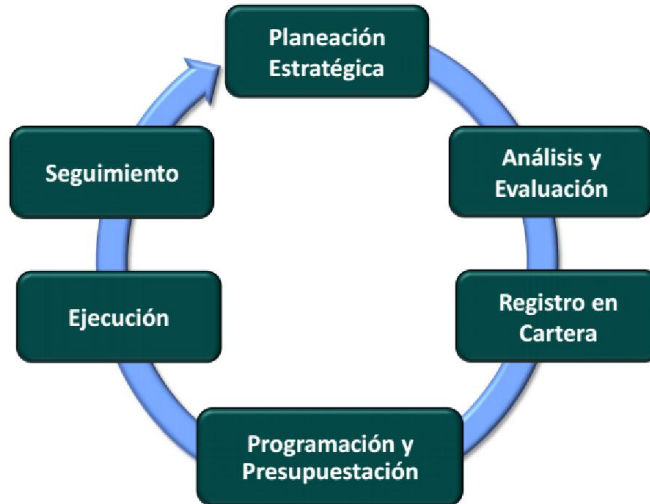 Planeación
Estratégica
Análisis y
Evaluación
Registro en
Cartera
Programación y
Presupuestación
Ejecución
Seguimiento